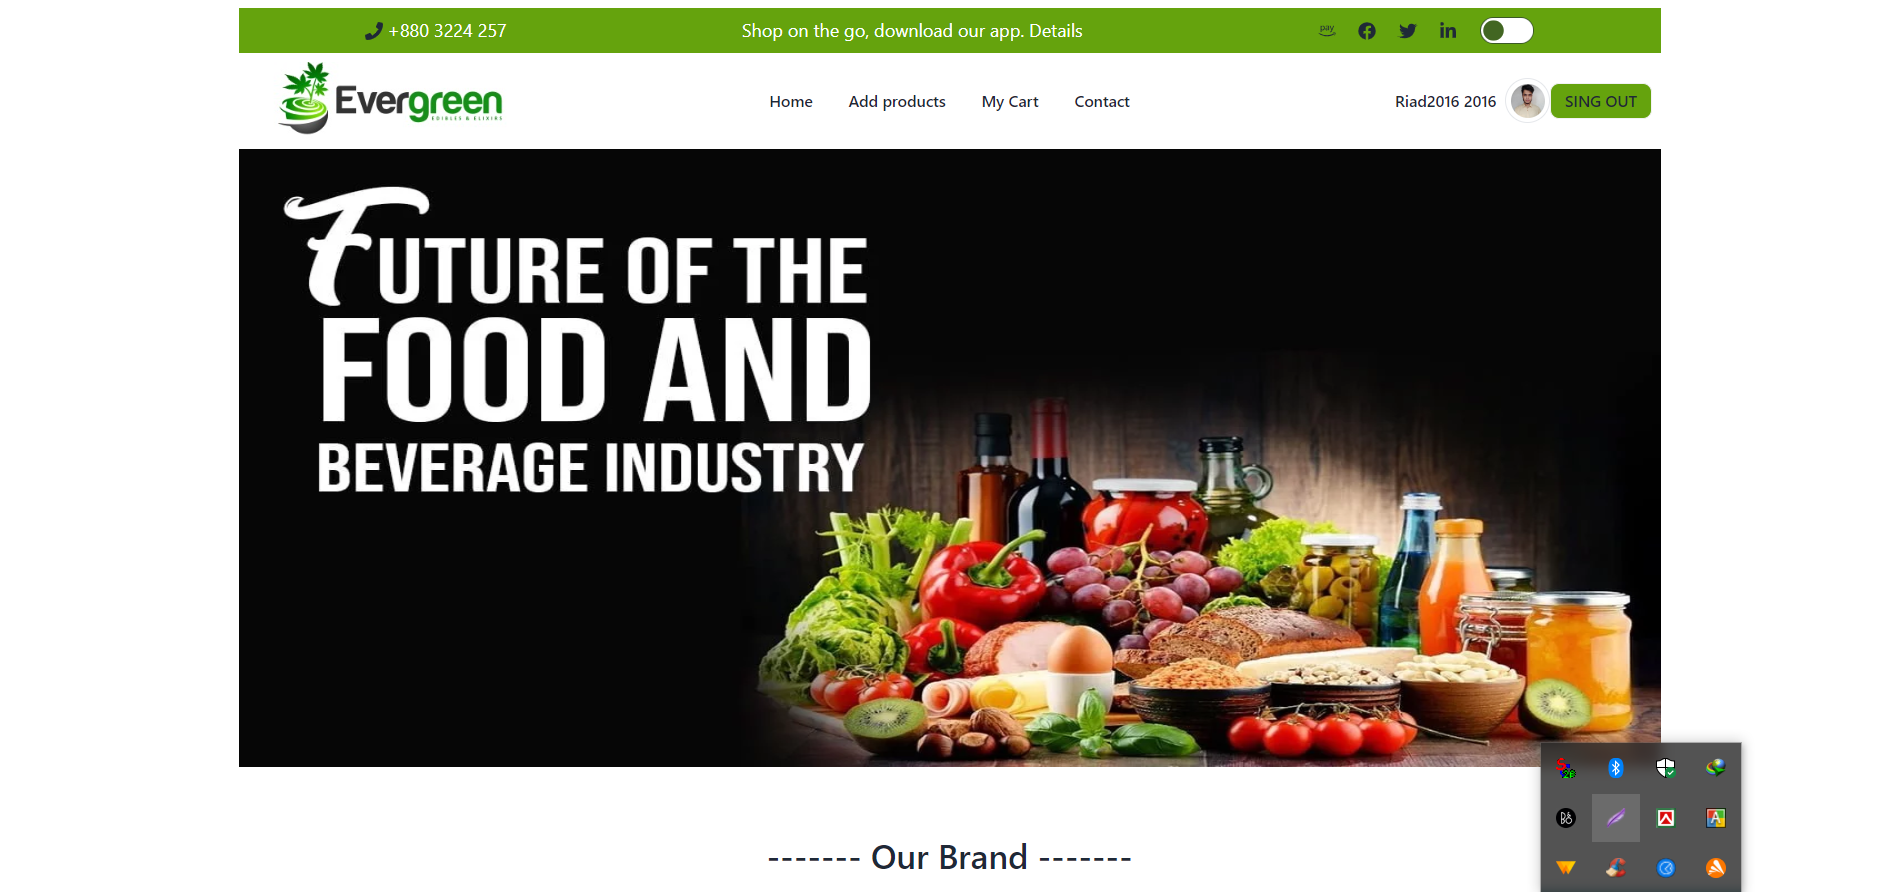 +880 3224 257
Shop on the go, download our app. Details
pay
Evergreen
EDIBLES & ELIXIRS
Home
Add products
My Cart
Contact
Riad2016 2016
SING OUT
FUTURE OF THE
FOOD AND
BEVERAGE INDUSTRY
------- Our Brand -------